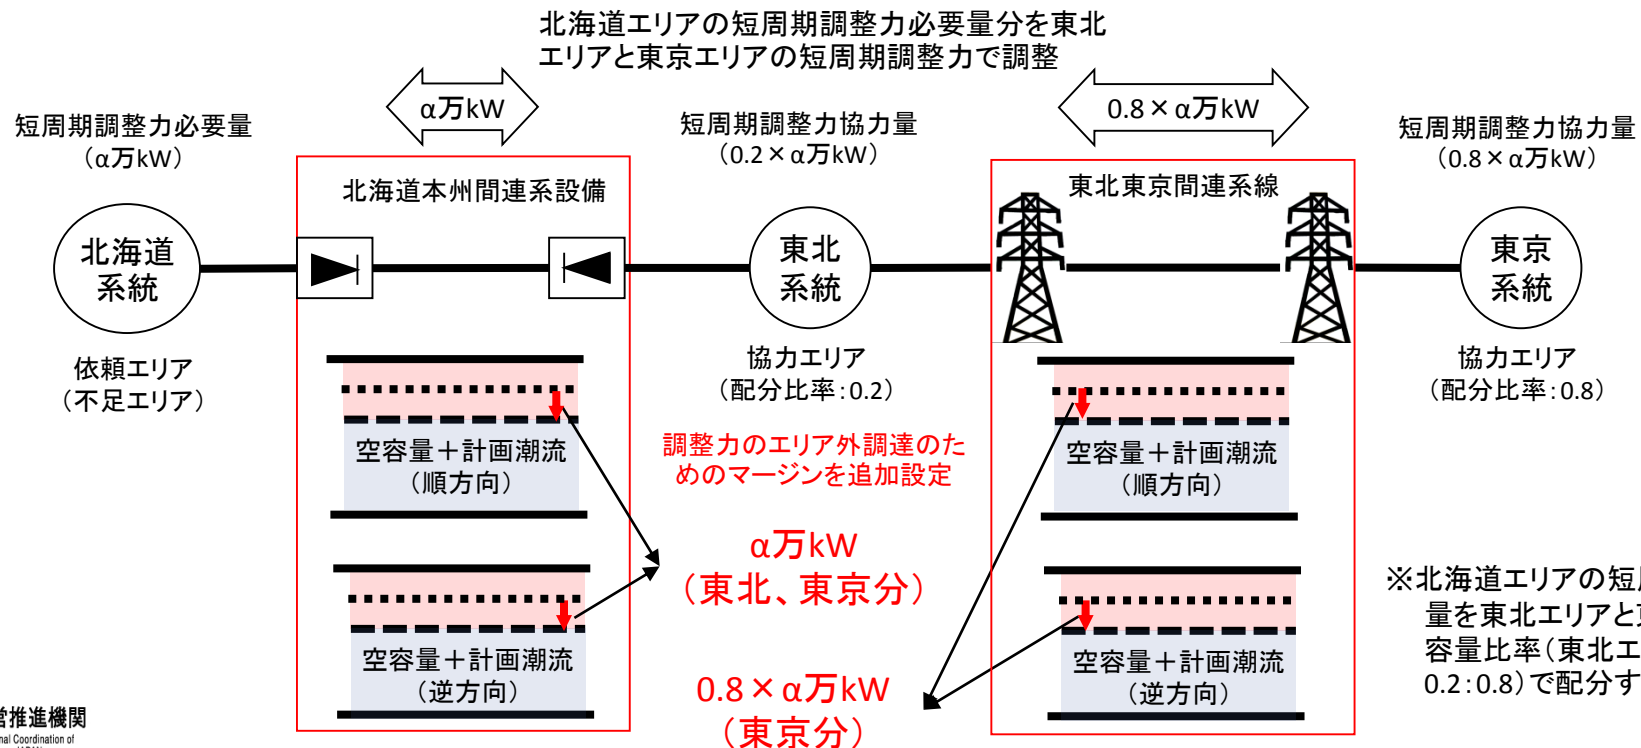 北海道エリアの短周期調整力必要量分を東北
エリアと東京エリアの短周期調整力で調整
α万kW
0.8×α万kW
短周期調整力必要量
（α万kW）
短周期調整力協力量
（0.2×α万kW）
短周期調整力協力量
（0.8×α万kW）
北海道本州間連系設備
東北東京間連系線
北海道
系統
東北
系統
東京
系統
依頼エリア
（不足エリア）
協力エリア
（配分比率：0.2）
協力エリア
（配分比率：0.8）
空容量＋計画潮流
（順方向）
調整力のエリア外調達のた
めのマージンを追加設定
空容量＋計画潮流
（順方向）
α万kW
（東北、東京分）
空容量＋計画潮流
（逆方向）
空容量＋計画潮流
（逆方向）
0.8×α万kW
（東京分）
※北海道エリアの短
量を東北エリアと
容量比率（東北エ
0.2：0.8）で配分す
営推進機関
nal Coordination of